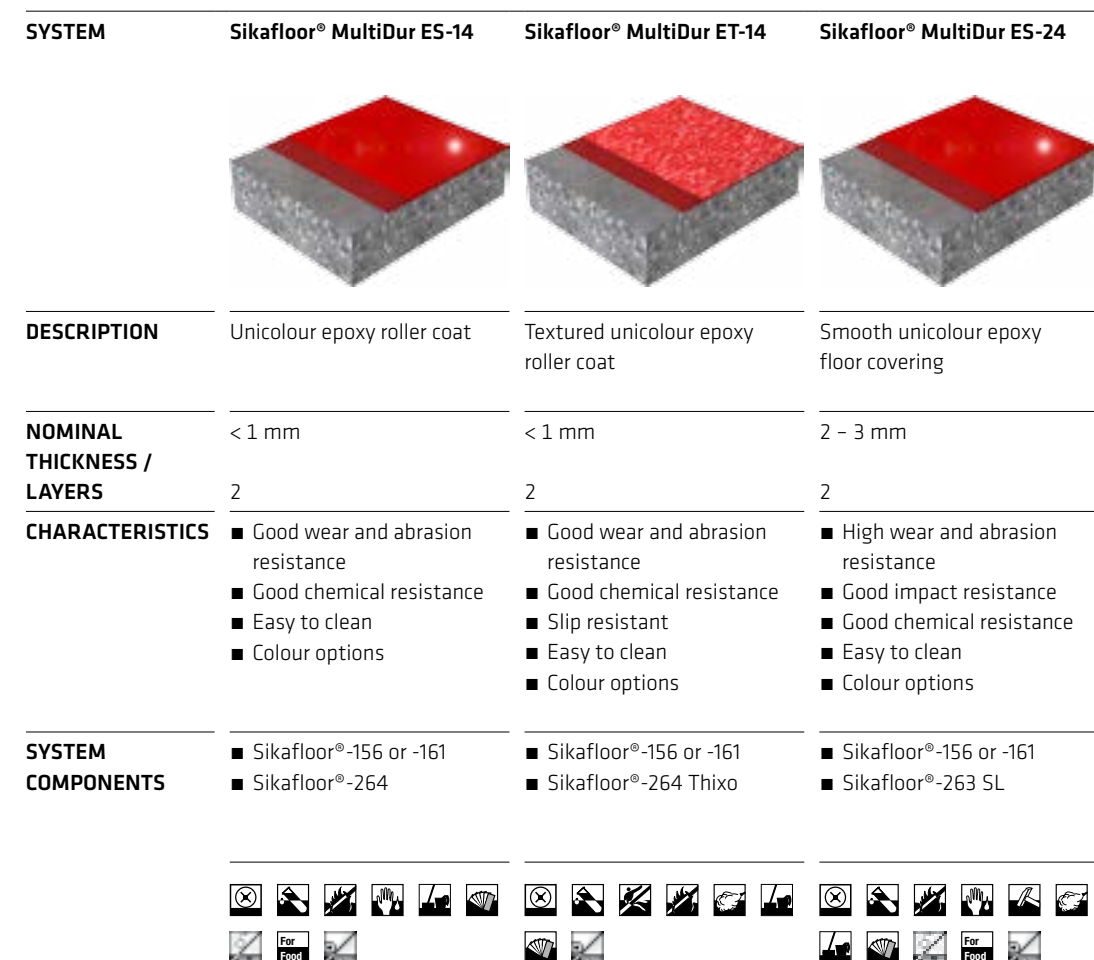 SYSTEM
Sikafloor® MultiDur ES-14
Sikafloor® MultiDur ET-14
Sikafloor® MultiDur ES-24
DESCRIPTION
Unicolour epoxy roller coat
Textured unicolour epoxy
roller coat
Smooth unicolour epoxy
floor covering
NOMINAL
THICKNESS /
LAYERS
< 1 mm
2
< 1 mm
2
2 – 3 mm
2
CHARACTERISTICS
■ Good wear and abrasion
resistance
■ Good chemical resistance
■ Easy to clean
■ Colour options
■ Good wear and abrasion
resistance
■ Good chemical resistance
■ Slip resistant
■ Easy to clean
■ Colour options
■ High wear and abrasion
resistance
■ Good impact resistance
■ Good chemical resistance
■ Easy to clean
■ Colour options
SYSTEM
COMPONENTS
■ Sikafloor®-156 or -161
■ Sikafloor®-264
■ Sikafloor®-156 or -161
■ Sikafloor®-264 Thixo
■ Sikafloor®-156 or -161
■ Sikafloor®-263 SL
For
Food
For
Food